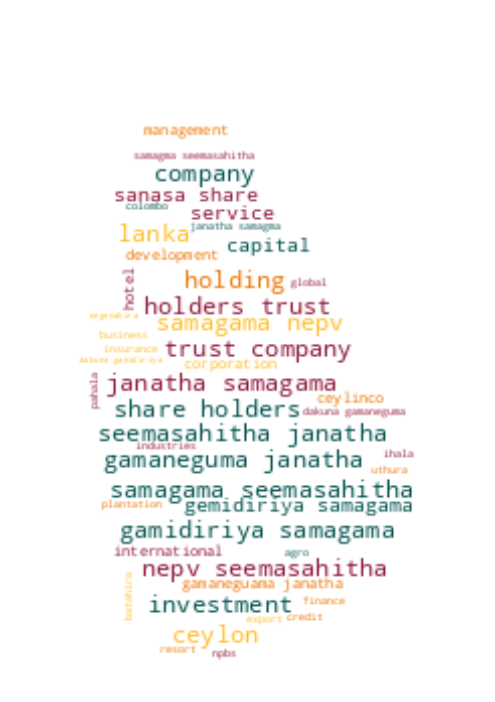 management
samagma seemasahitha
company
sanasa share
colombo
service
janatha samagma
lanka
capital
development
hotel
holding
global
holders trust
samagama nepv
business
insurance
trust company
dakuna gamidiriya
corporation
pahala
janatha samagama
ceylinco
share holders
dakuna gamaneguma
seemasahitha janatha
industries
ihala
gamaneguma janatha
uthura
samagama seemasahitha
plantation
gemidiriya samagama
gamidiriya samagama
international
agro
nepv seemasahitha
batahira
gamaneguama janatha
investment
finance
export
credit
ceylon
resort
npbs